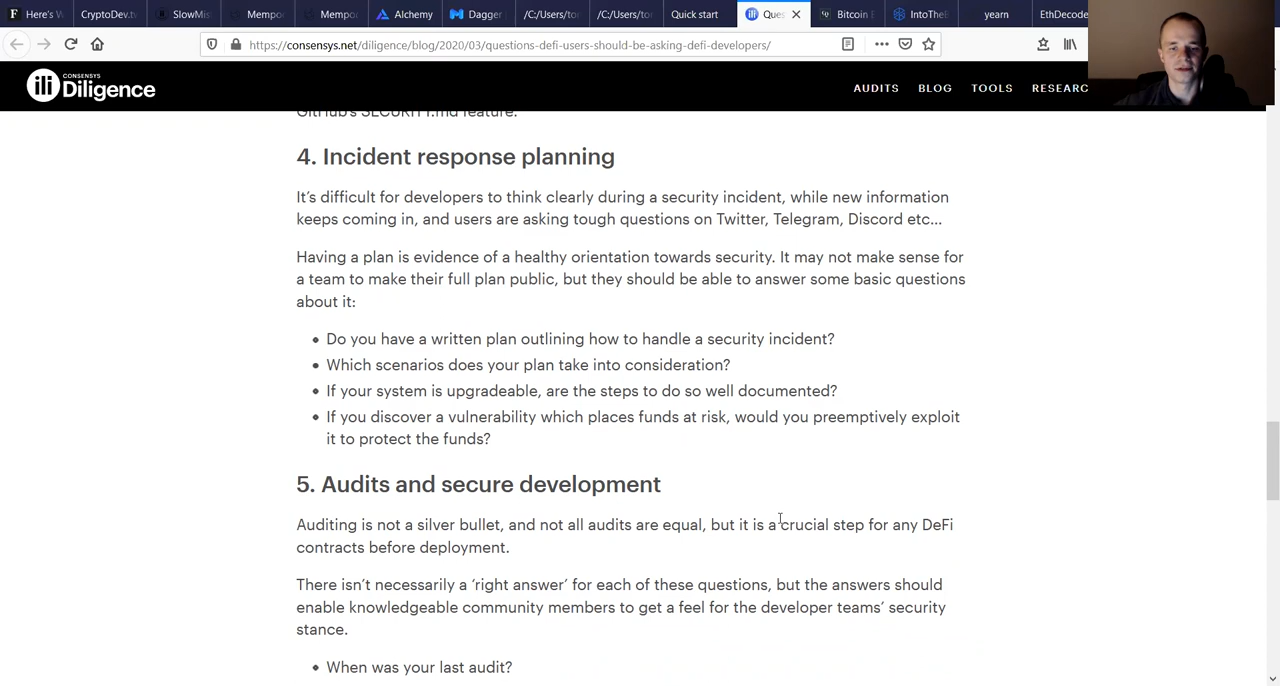 Here's W
CryptoDev.tv
SlowMis
Mempoo
Mempou
Alchemy
Dagger
/C:/Users/tor
/C:/Users/tor
Quick start
Ques
Bitcoin E
IntoTheB
yearn
EthDecode
https://consensys.net/diligence/blog/2020/03/questions-defi-users-should-be-asking-defi-developers/
CONSENSYS
Diligence
AUDITS BLOG TOOLS RESEARC
GitHub's SECURITY.md feature.
4. Incident response planning
It's difficult for developers to think clearly during a security incident, while new information
keeps coming in, and users are asking tough questions on Twitter, Telegram, Discord etc…
Having a plan is evidence of a healthy orientation towards security. It may not make sense for
a team to make their full plan public, but they should be able to answer some basic questions
about it:
• Do you have a written plan outlining how to handle a security incident?
• Which scenarios does your plan take into consideration?
• If your system is upgradeable, are the steps to do so well documented?
• If you discover a vulnerability which places funds at risk, would you preemptively exploit
it to protect the funds?
5. Audits and secure development
Auditing is not a silver bullet, and not all audits are equal, but it is a crucial step for any DeFi
contracts before deployment.
There isn't necessarily a 'right answer' for each of these questions, but the answers should
enable knowledgeable community members to get a feel for the developer teams' security
stance.
• When was your last audit?